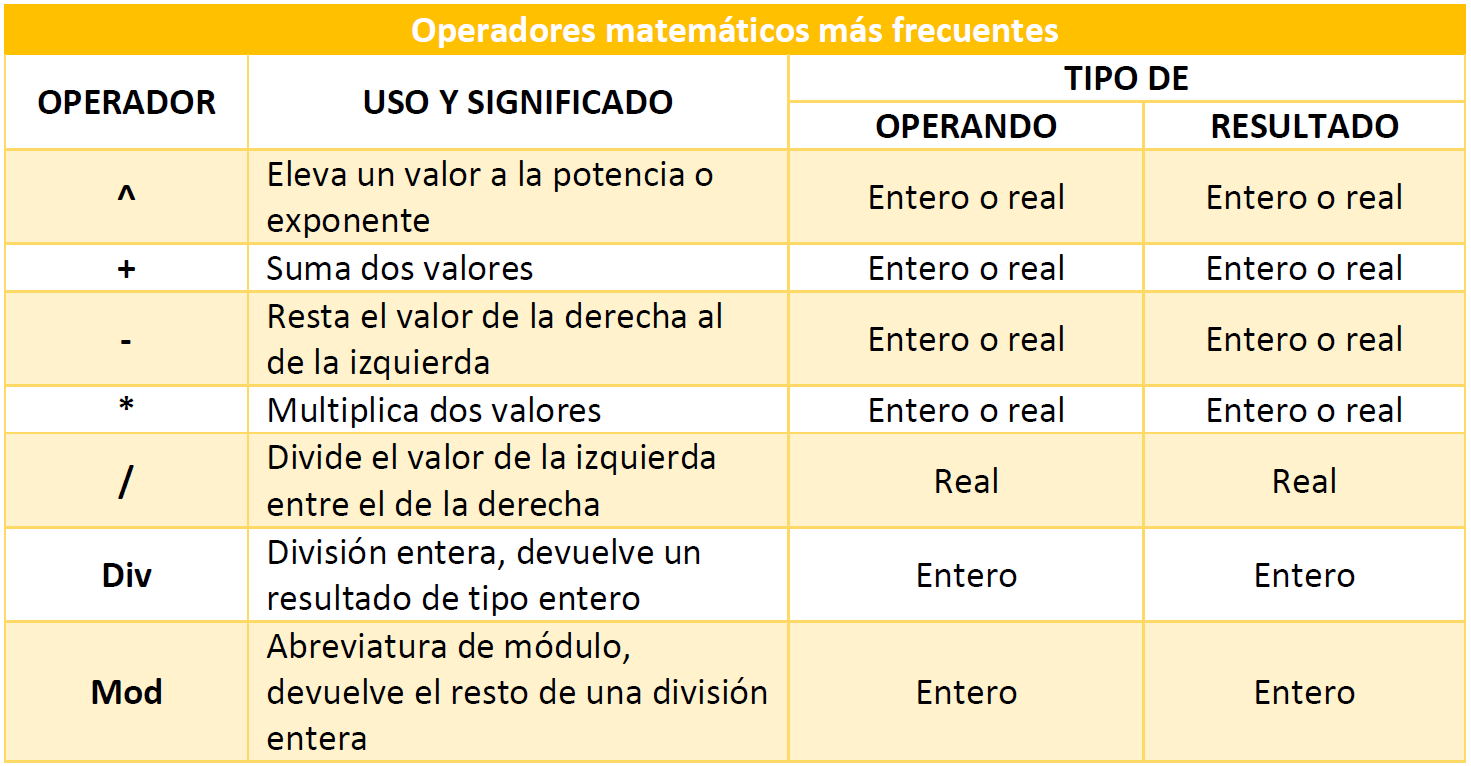 Operadores matemáticos más frecuentes
OPERADOR
USO Y SIGNIFICADO
TIPO DE
OPERANDO
RESULTADO
^
Eleva un valor a la potencia o
exponente
Entero o real
Entero o real
+
Suma dos valores
Entero o real
Entero o real
-
Resta el valor de la derecha al
de la izquierda
Entero o real
Entero o real
*
Multiplica dos valores
Entero o real
Entero o real
/
Divide el valor de la izquierda
entre el de la derecha
Real
Real
Div
División entera, devuelve un
resultado de tipo entero
Entero
Entero
Mod
Abreviatura de módulo,
devuelve el resto de una división
entera
Entero
Entero